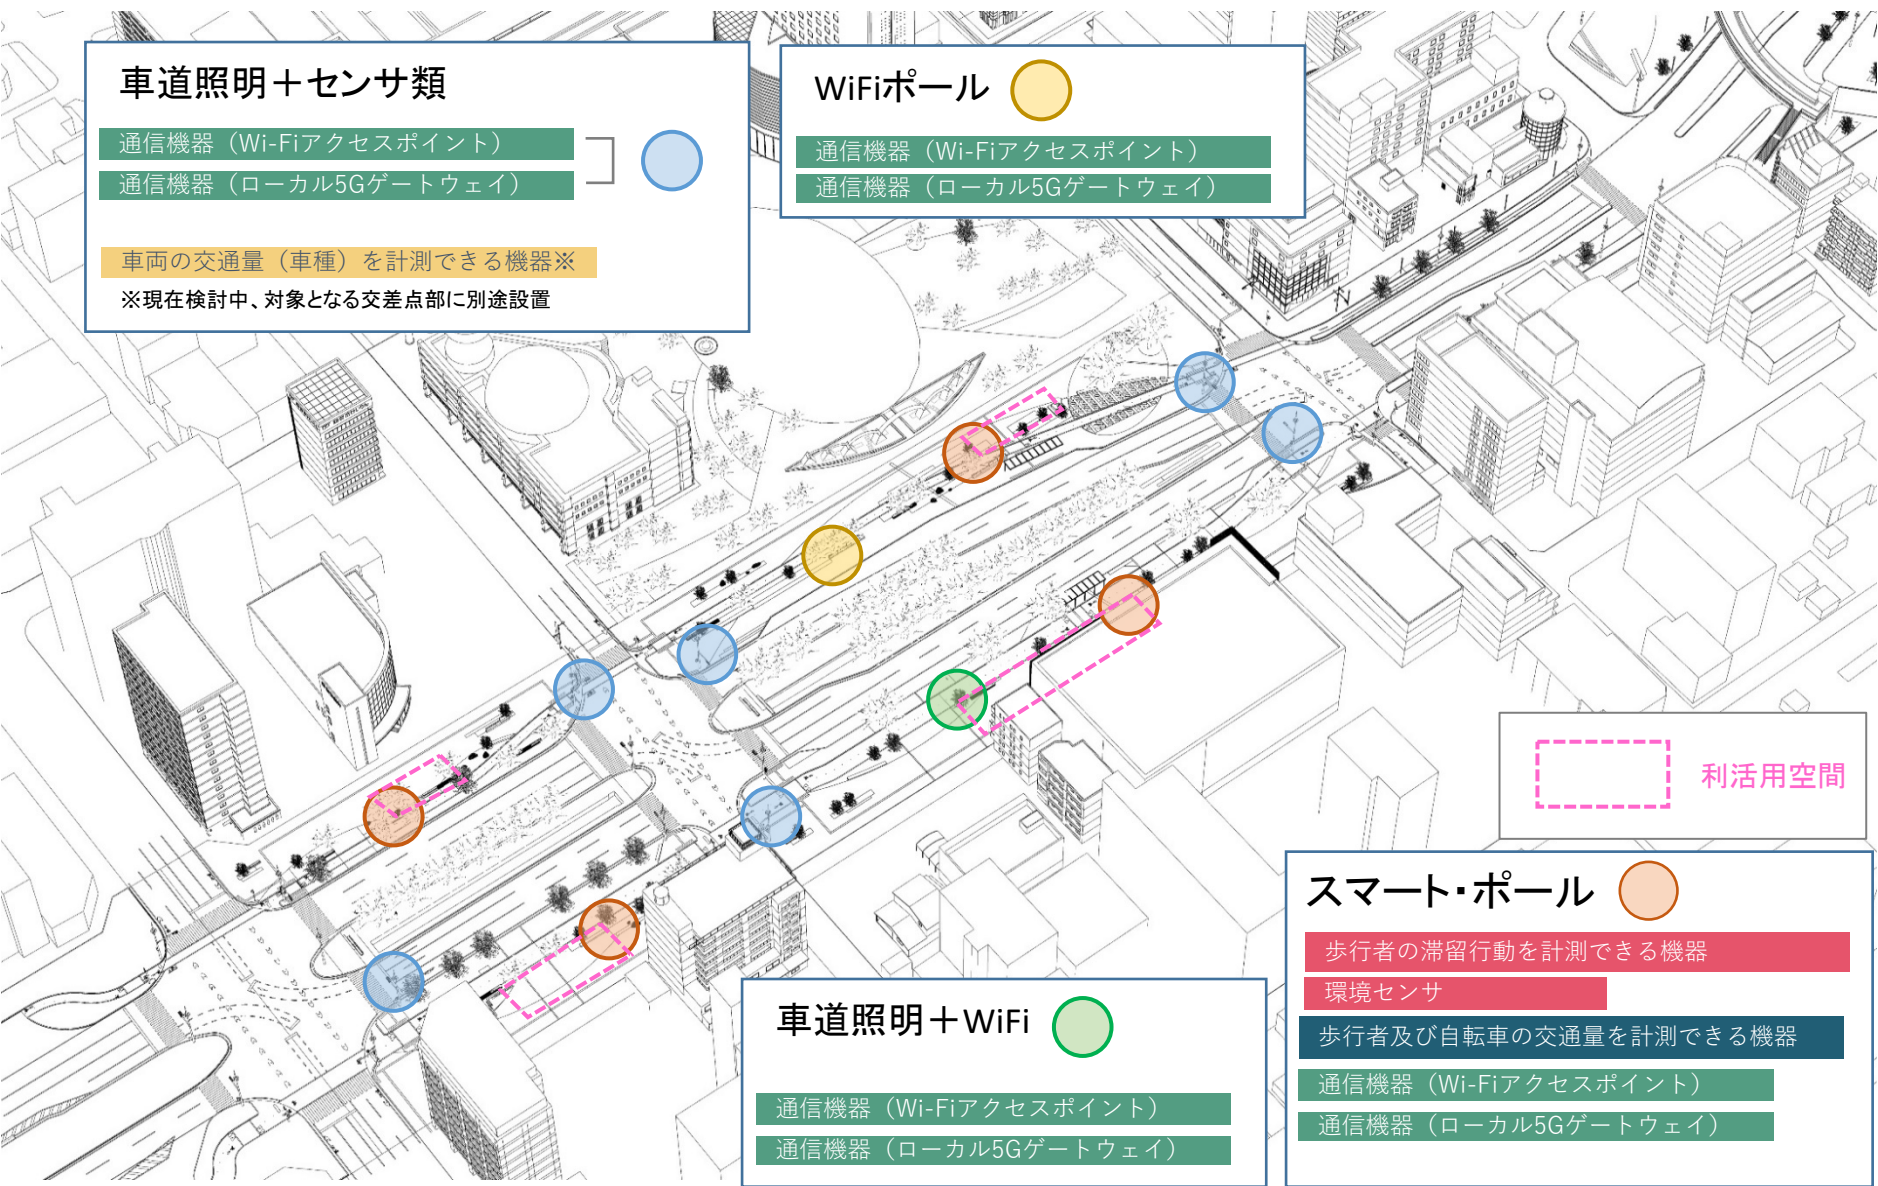 車道照明＋センサ類
通信機器（Wi-Fiアクセスポイント）
通信機器（ローカル5Gゲートウェイ）
車両の交通量（車種）を計測できる機器※
※現在検討中、対象となる交差点部に別途設置
WiFiポール
通信機器（Wi-Fiアクセスポイント）
通信機器（ローカル5Gゲートウェイ）
利活用空間
スマート・ポール
歩行者の滞留行動を計測できる機器
環境センサ
歩行者及び自転車の交通量を計測できる機器
通信機器（Wi-Fiアクセスポイント）
通信機器（ローカル5Gゲートウェイ）
車道照明＋WiFi
通信機器（Wi-Fiアクセスポイント）
通信機器（ローカル5Gゲートウェイ）